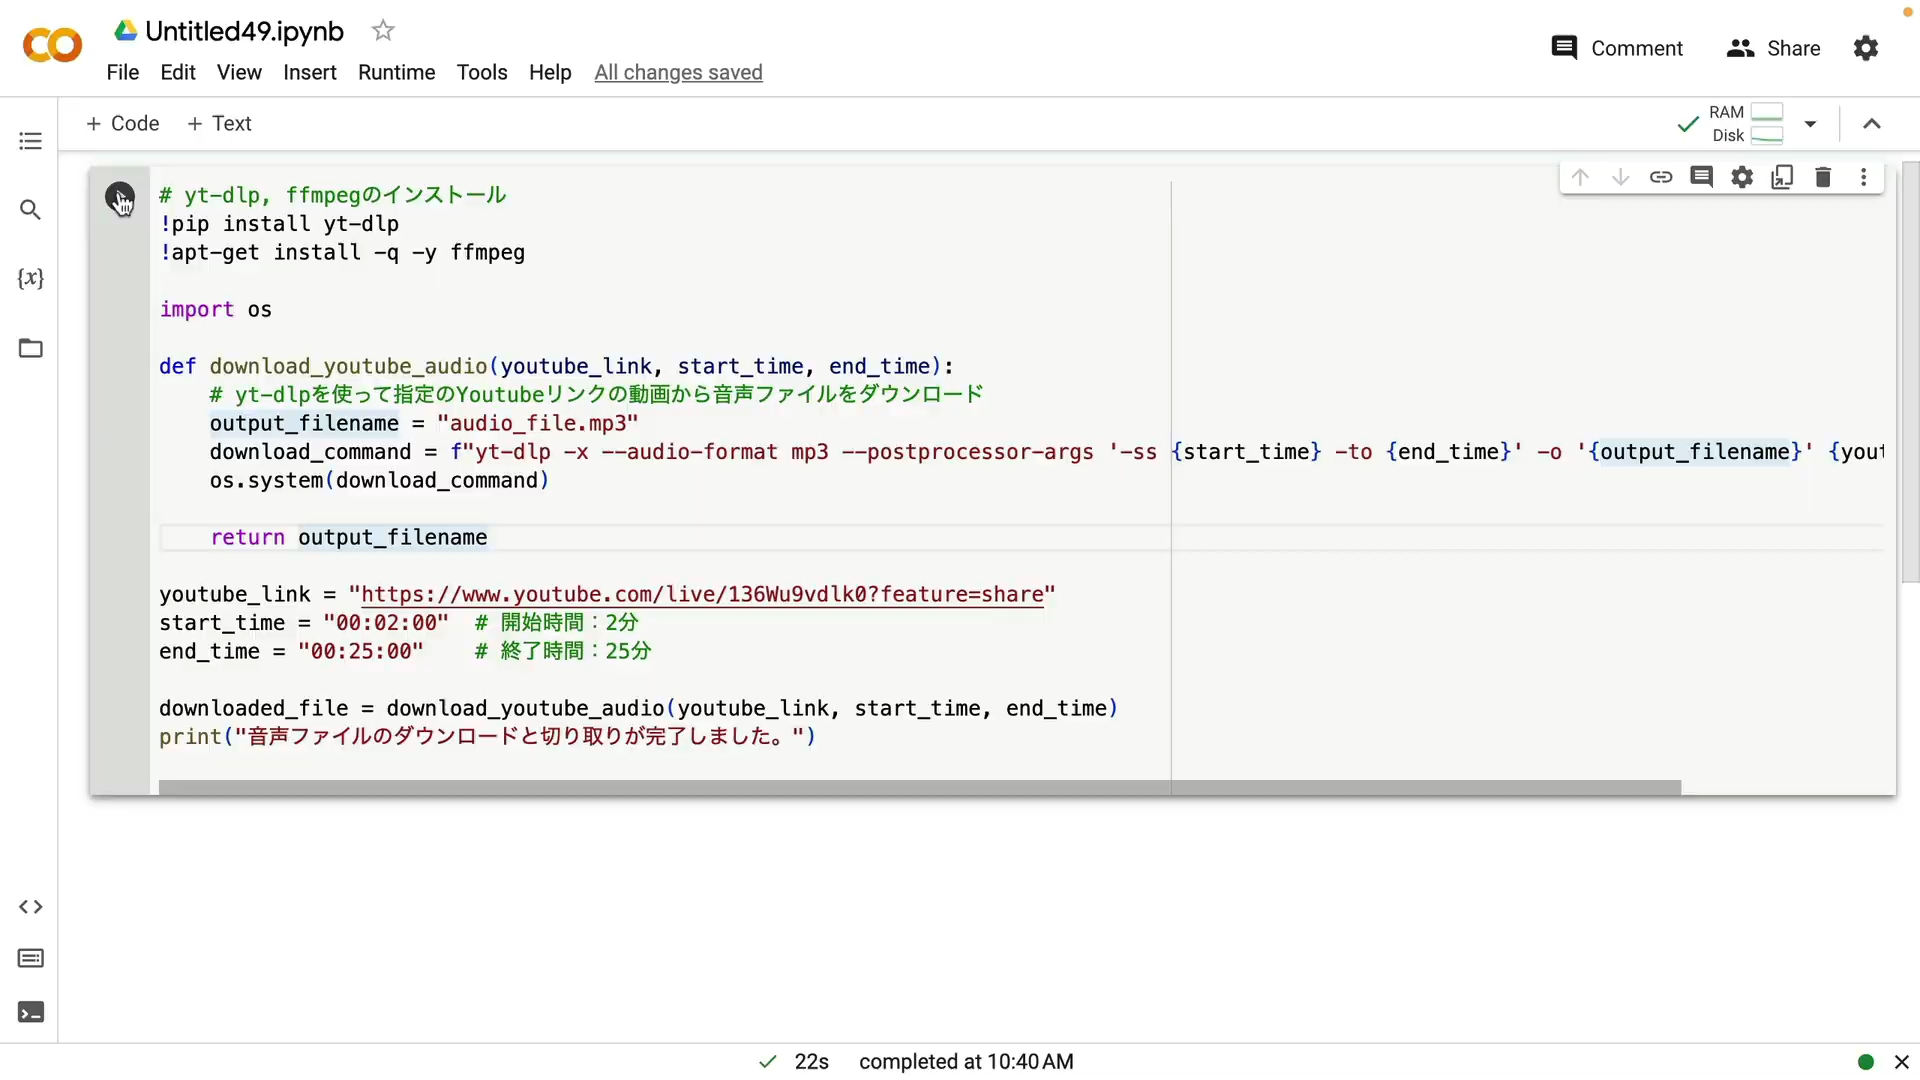 Untitled49.ipynb
Comment
Share
File Edit View Insert Runtime Tools Help All changes saved
+ Code + Text
RAM
Disk
# yt-dlp, ffmpegのインストール
!pip install yt-dlp
!apt-get install -q -y ffmpeg
import os
def download_youtube_audio(youtube_link, start_time, end_time):
# yt-dlpを使って指定のYoutubeリンクの動画から音声ファイルをダウンロード
output_filename = "audio_file.mp3"
download_command = f"yt-dlp -x --audio-format mp3 --postprocessor-args '-ss {start_time} -to {end_time}' -o '{output_filename}' {yout
os.system(download_command)
return output_filename
youtube_link = "https://www.youtube.com/live/136Wu9vdlk0?feature=share"
start_time = "00:02:00" # 開始時間：2分
end_time = "00:25:00" # 終了時間：25分
downloaded_file = download_youtube_audio(youtube_link, start_time, end_time)
print("音声ファイルのダウンロードと切り取りが完了しました。")
22s completed at 10:40 AM